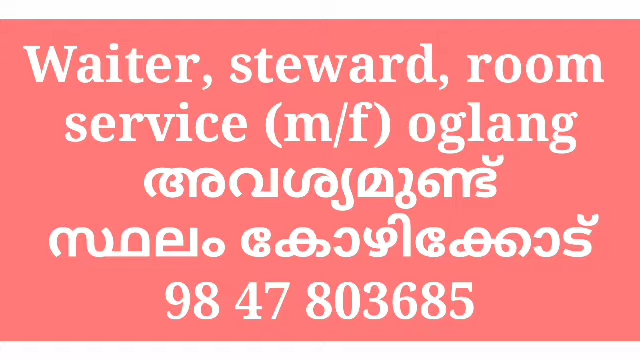 Waiter, steward, room
service (m/f) oglang
അവശ്യമുണ്ട്
സ്ഥലം കോഴിക്കോട്
98 47 803685